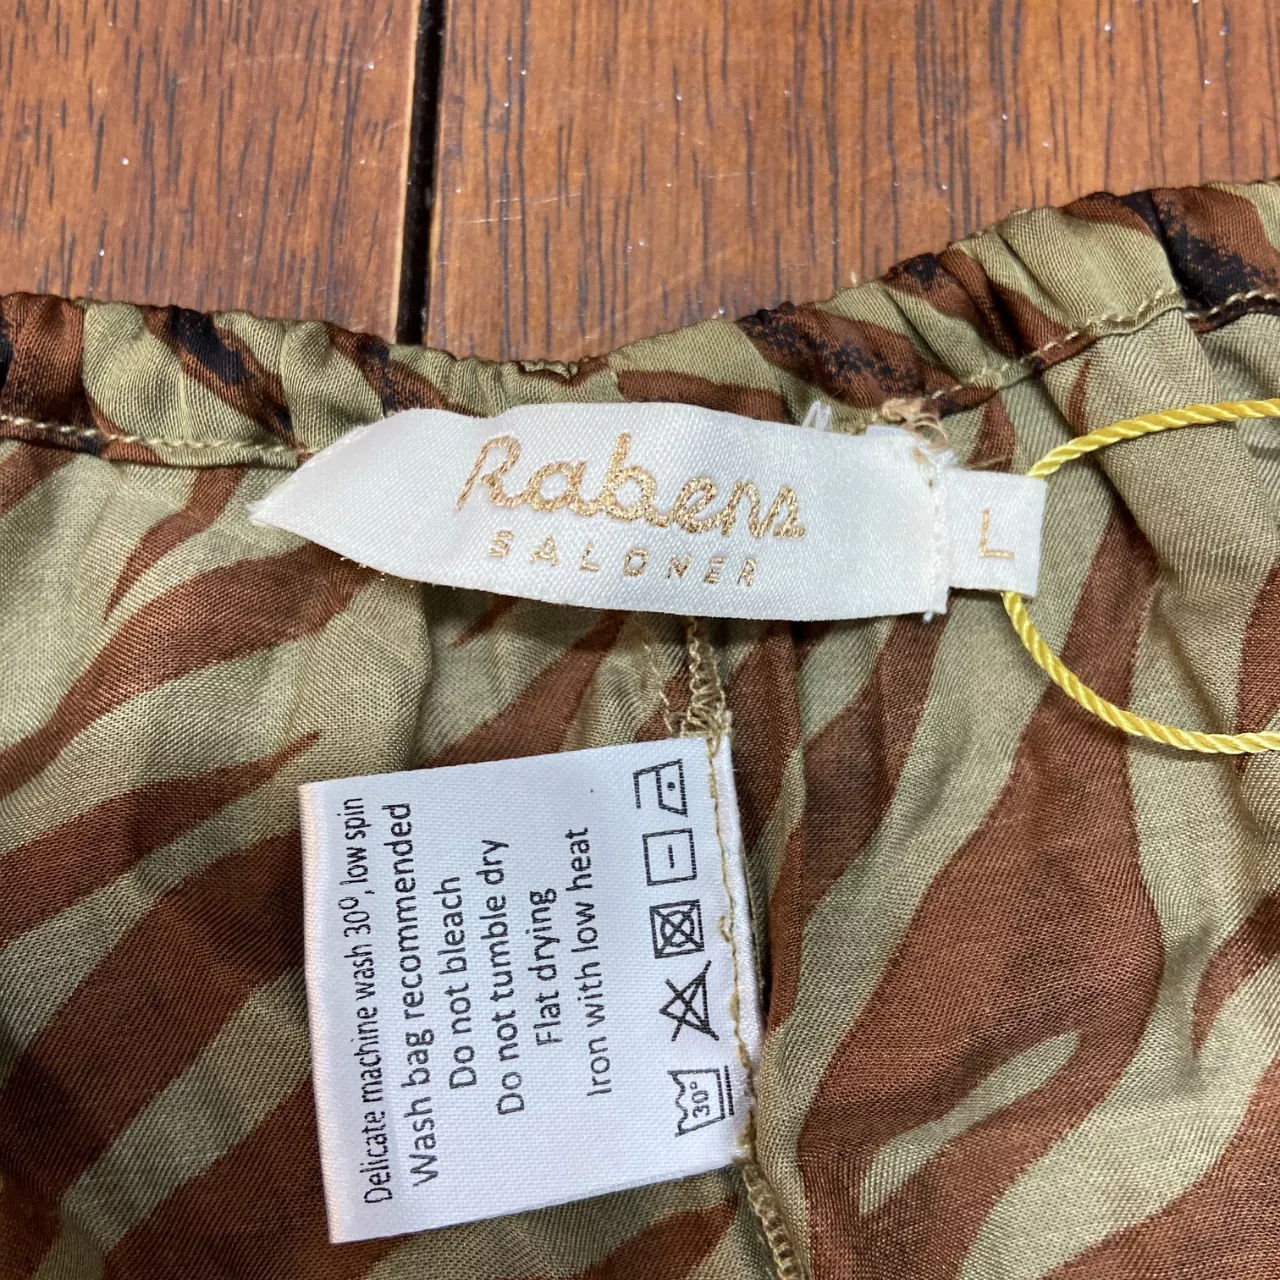 Rabens
SALONER
L
Delicate machine wash 30º, low spin
Wash bag recommended
Do not bleach
Do not tumble dry
Flat drying
Iron with low heat
30°